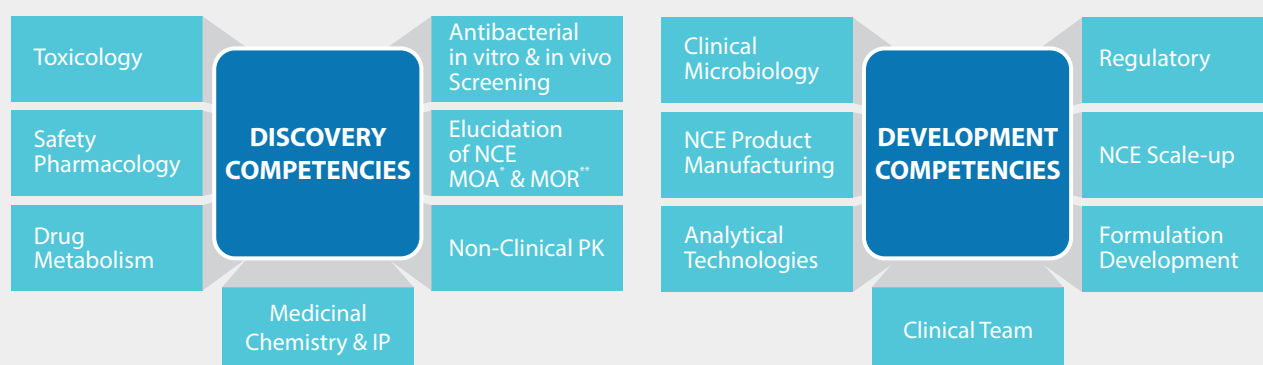 Toxicology
Safety
Pharmacology
Drug
Metabolism
DISCOVERY
COMPETENCIES
Antibacterial
in vitro & in vivo
Screening
Elucidation
of NCE
MOA* & MOR**
Non-Clinical PK
Medicinal
Chemistry & IP
Clinical
Microbiology
NCE Product
Manufacturing
Analytical
Technologies
DEVELOPMENT
COMPETENCIES
Regulatory
NCE Scale-up
Formulation
Development
Clinical Team